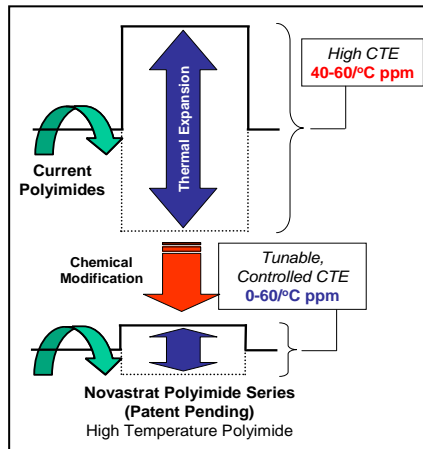 High CTE
40-60/°C ppm
Thermal Expansion
Current
Polyimides
Chemical
Modification
Tunable,
Controlled CTE
0-60/°C ppm
Novastrat Polyimide Series
(Patent Pending)
High Temperature Polyimide